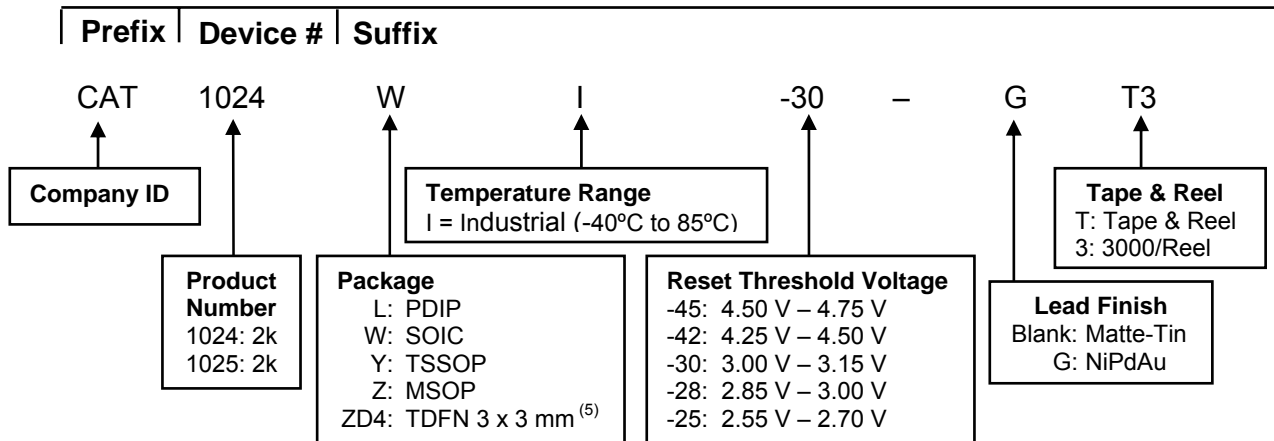 Prefix Device # Suffix
CAT 1024 W I -30 – G T3
Company ID
Temperature Range
I = Industrial (-40ºC to 85ºC)
Tape & Reel
T: Tape & Reel
3: 3000/Reel
Product
Number
1024: 2k
1025: 2k
Package
L: PDIP
W: SOIC
Y: TSSOP
Z: MSOP
ZD4: TDFN 3 x 3 mm (5)
Reset Threshold Voltage
-45: 4.50 V – 4.75 V
-42: 4.25 V – 4.50 V
-30: 3.00 V – 3.15 V
-28: 2.85 V – 3.00 V
-25: 2.55 V – 2.70 V
Lead Finish
Blank: Matte-Tin
G: NiPdAu